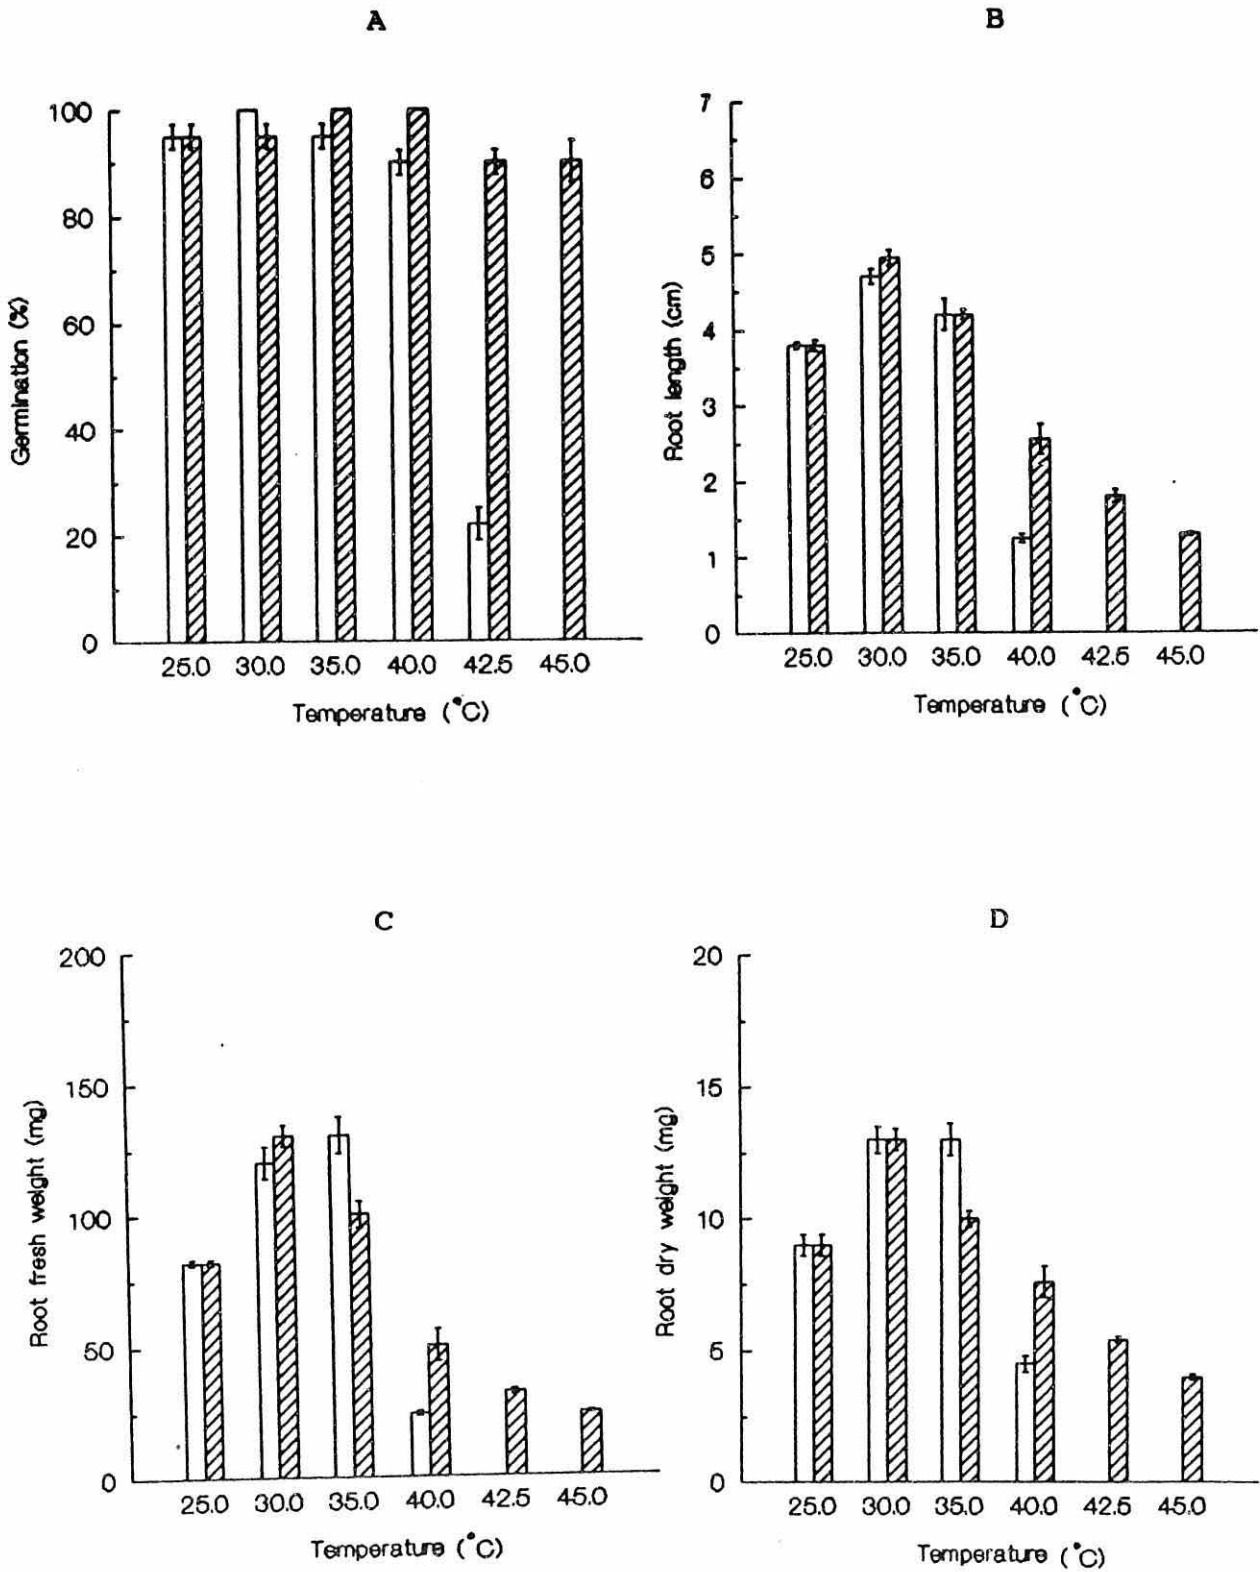 A
100
80
60
40
20
0
Germination (%)
25.0 30.0 35.0 40.0 42.5 45.0
Temperature (°C)
B
7
6
5
4
3
2
1
0
Root length (cm)
25.0 30.0 35.0 40.0 42.5 45.0
Temperature (°C)
C
200
150
100
50
0
Root fresh weight (mg)
25.0 30.0 35.0 40.0 42.5 45.0
Temperature (°C)
D
20
15
10
5
0
Root dry weight (mg)
25.0 30.0 35.0 40.0 42.5 45.0
Temperature (°C)